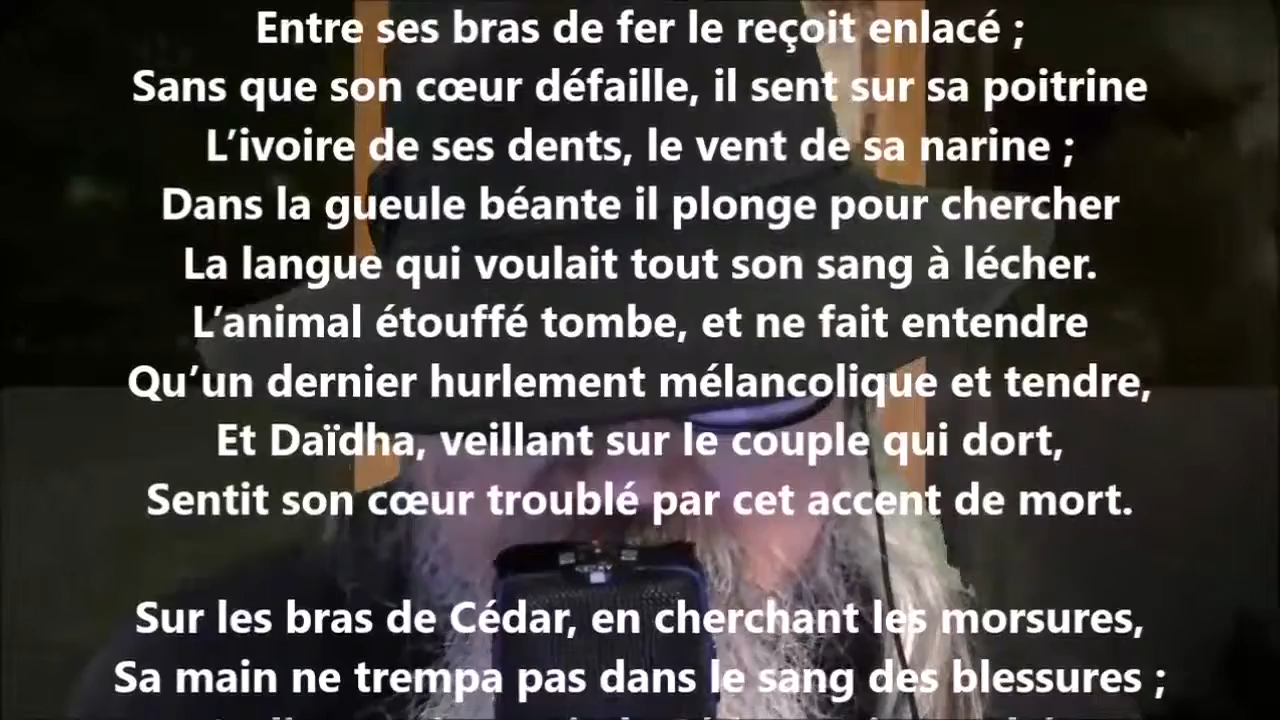 Entre ses bras de fer le reçoit enlacé ;
Sans que son cœur défaille, il sent sur sa poitrine
L’ivoire de ses dents, le vent de sa narine ;
Dans la gueule béante il plonge pour chercher
La langue qui voulait tout son sang à lécher.
L’animal étouffé tombe, et ne fait entendre
Qu’un dernier hurlement mélancolique et tendre,
Et Daïdha, veillant sur le couple qui dort,
Sentit son cœur troublé par cet accent de mort.
Sur les bras de Cédar, en cherchant les morsures,
Sa main ne trempa pas dans le sang des blessures ;